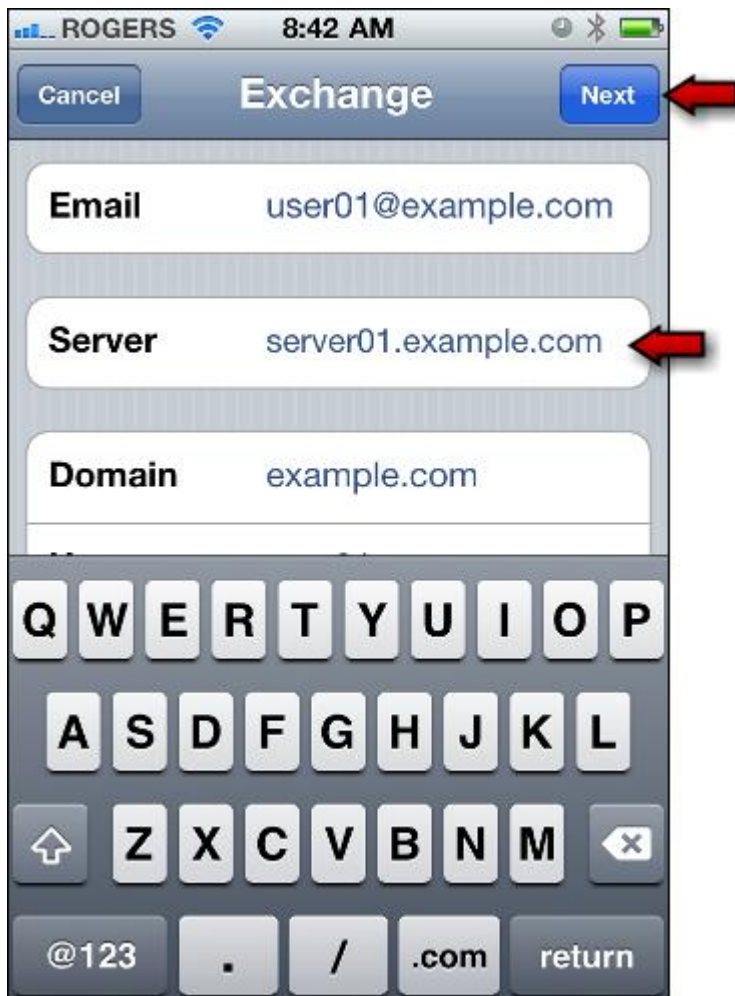 ROGERS 8:42 AM
Cancel Exchange Next
Email user01@example.com
Server server01.example.com
Domain example.com
Q W E R T Y U I O P
A S D F G H J K L
Z X C V B N M
@123 . / .com return